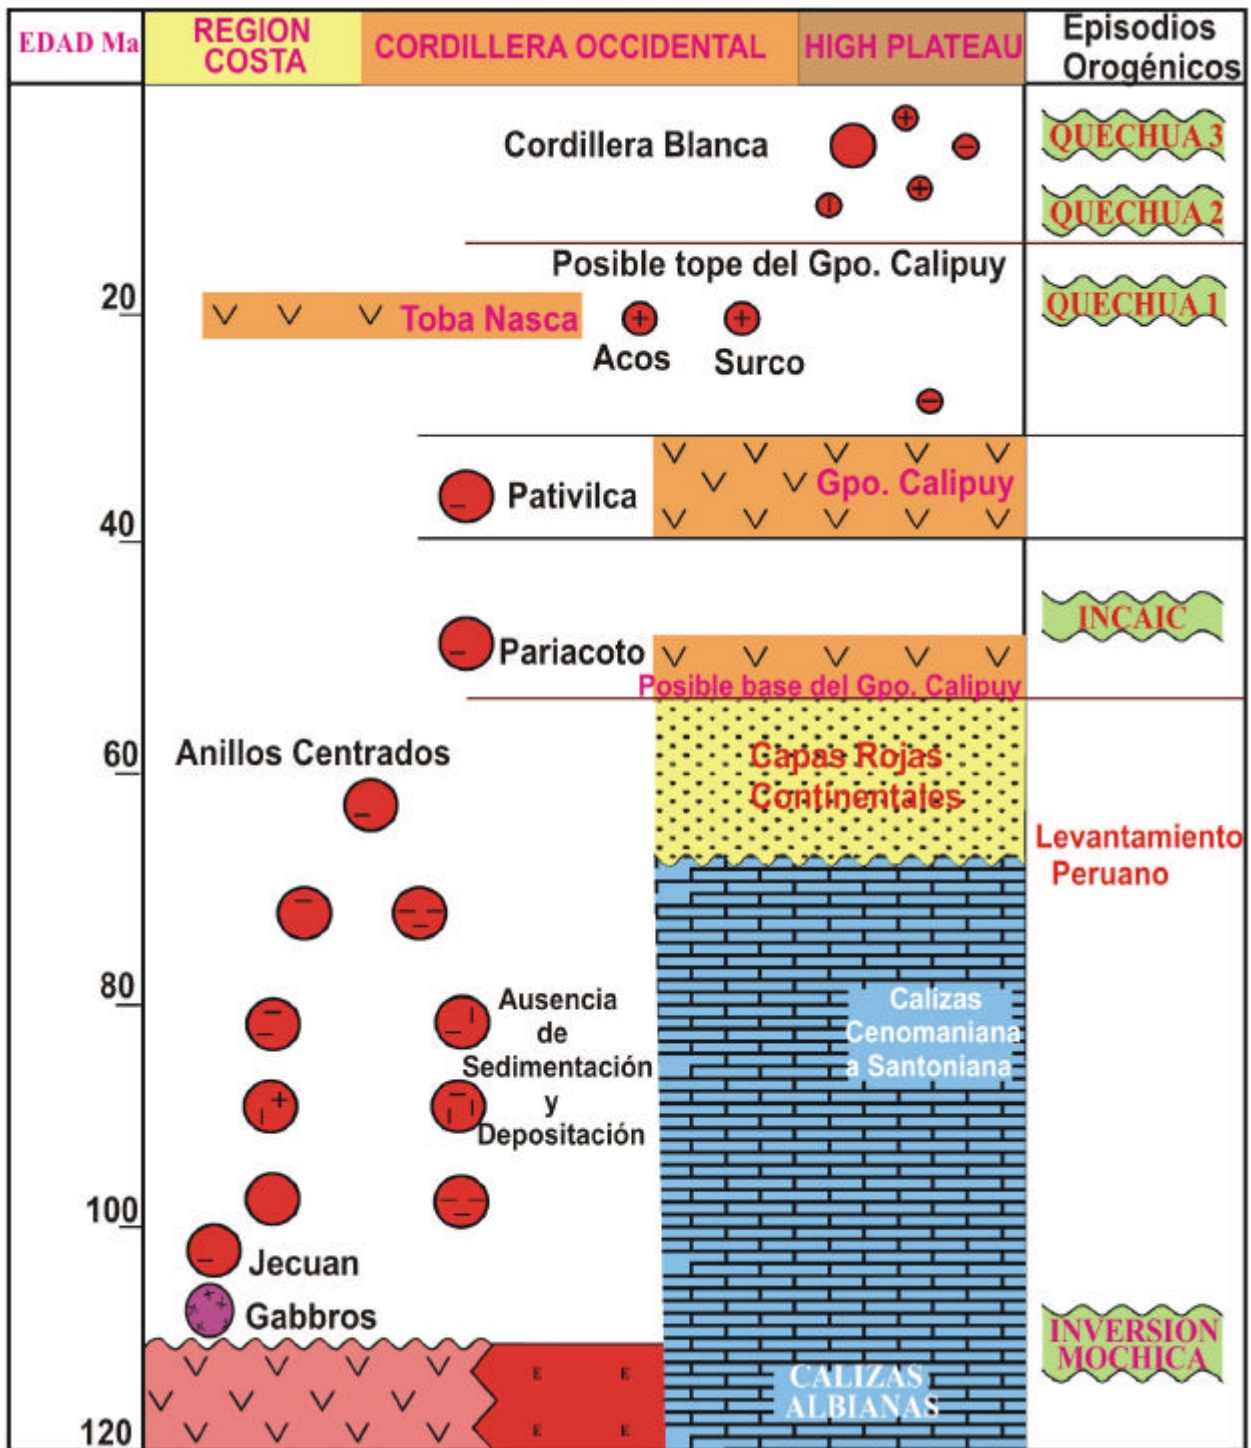 EDAD Ma
REGION
COSTA
CORDILLERA OCCIDENTAL
HIGH PLATEAU
Episodios
Orogénicos
Cordillera Blanca
QUECHUA 3
QUECHUA 2
Posible tope del Gpo. Calipuy
20
Toba Nasca
QUECHUA 1
Acos
Surco
Pativilca
Gpo. Calipuy
40
INCAIC
Pariacoto
Posible base del Gpo. Calipuy
60
Anillos Centrados
Capas Rojas
Continentales
Levantamiento
Peruano
80
Ausencia
de
Sedimentación
y
Depositación
Calizas
Cenomaniana
a Santoniana
100
Jecuan
Gabbros
INVERSION
MOCHICA
E E
CALIZAS
ALBIANAS
E E
120